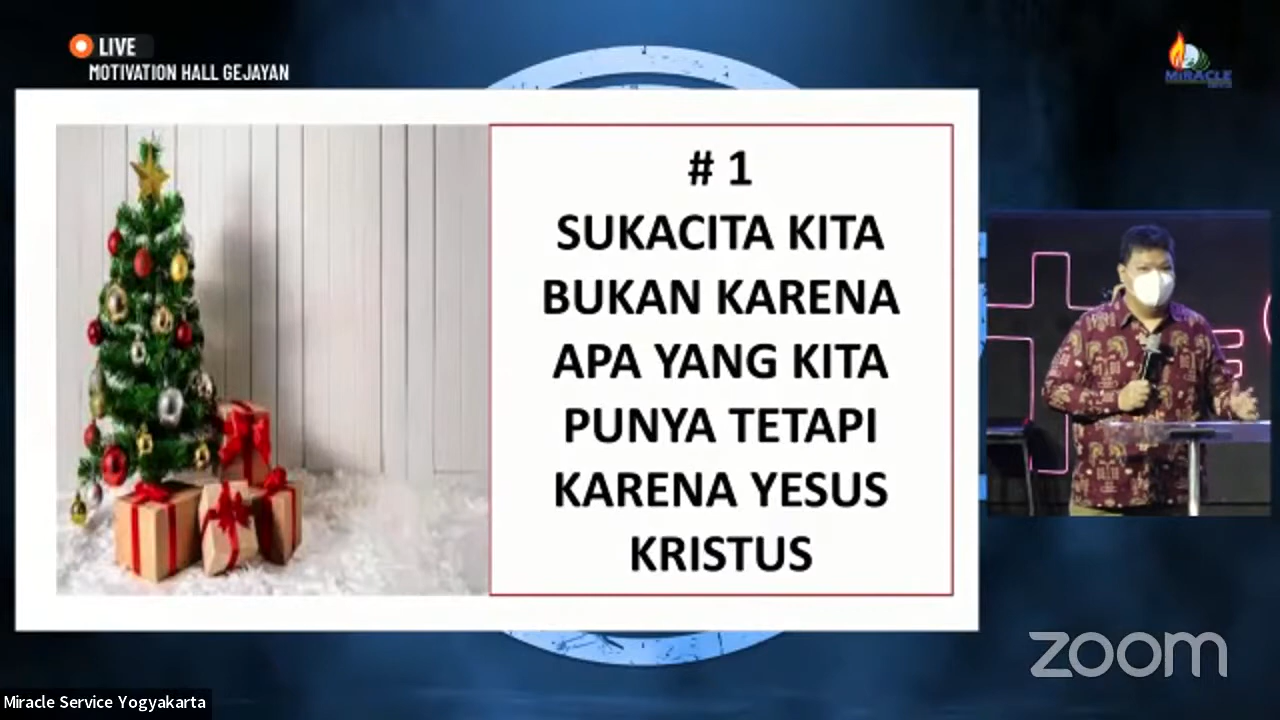 LIVE
MOTIVATION HALL GEJAYAN
MIRACLE
# 1
SUKACITA KITA
BUKAN KARENA
APA YANG KITA
PUNYA TETAPI
KARENA YESUS
KRISTUS
zoom
Miracle Service Yogyakarta